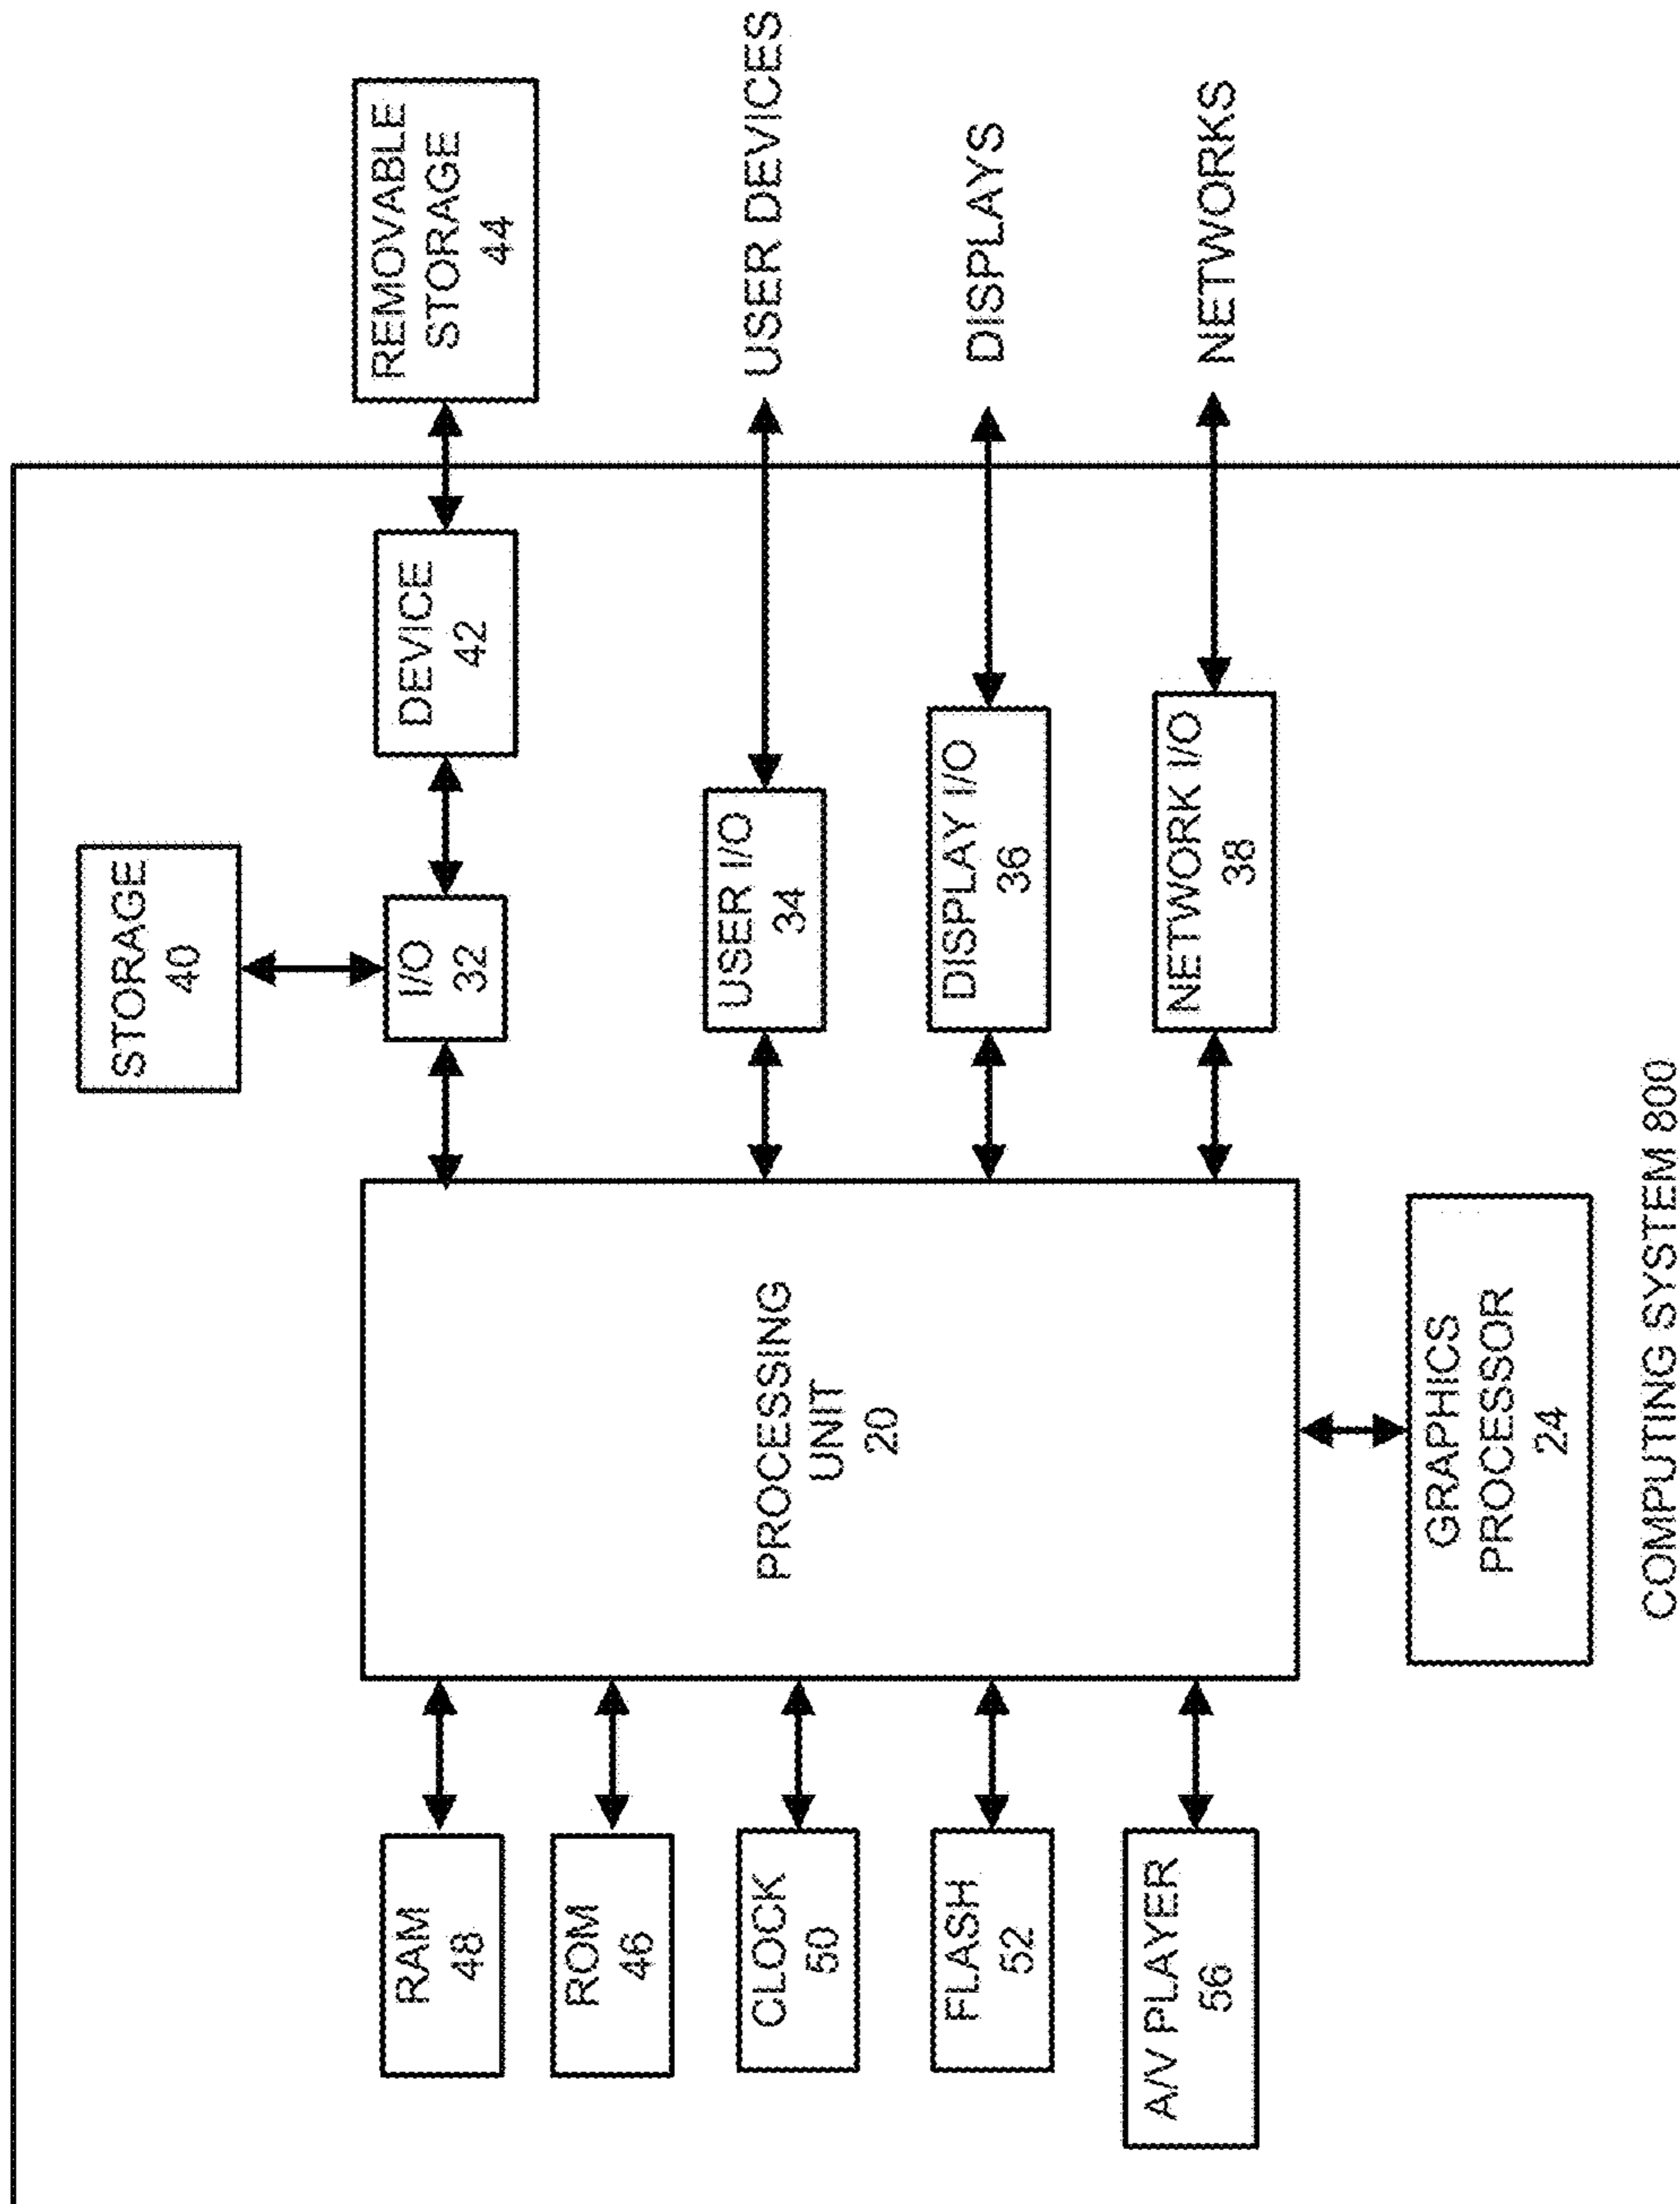 STORAGE
40
REMOVABLE
STORAGE
44
DEVICE
42
I/O
32
RAM
48
ROM
46
CLOCK
50
FLASH
52
A/V PLAYER
56
PROCESSING
UNIT
20
USER I/O
34
USER DEVICES
DISPLAY I/O
36
DISPLAYS
NETWORK I/O
38
NETWORKS
GRAPHICS
PROCESSOR
24
COMPUTING SYSTEM 800